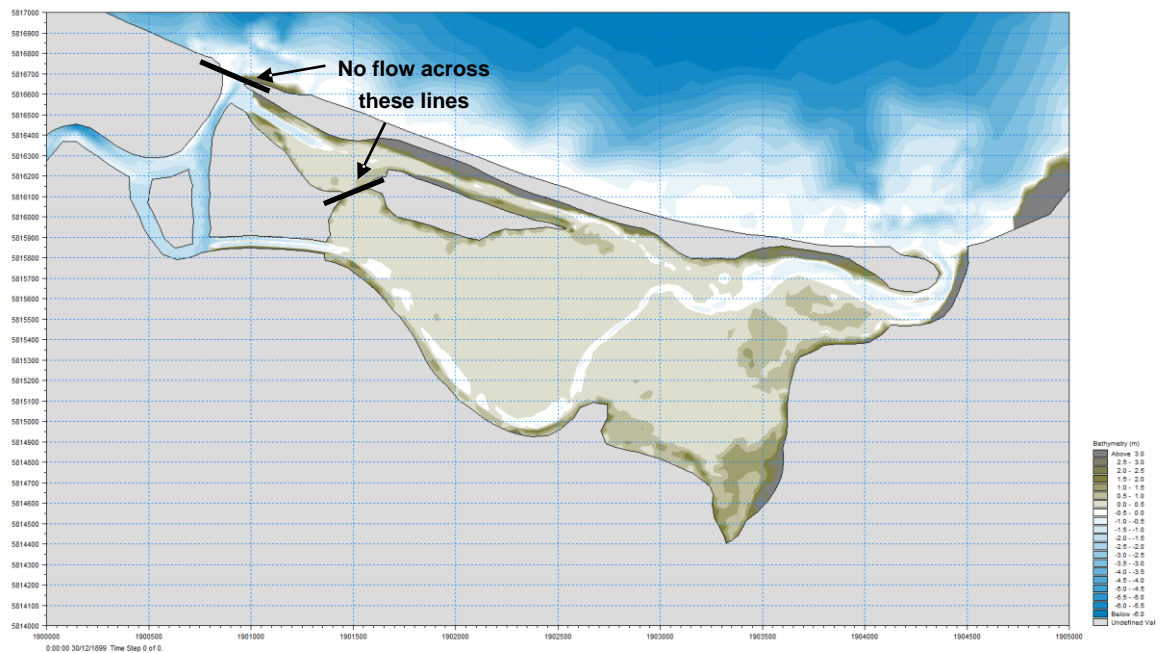 5817000
5816900
5816800
5816700
5816600
5816500
5816400
5816300
5816200
5816100
5816000
5815900
5815800
5815700
5815600
5815500
5815400
5815300
5815200
5815100
5815000
5814900
5814800
5814700
5814600
5814500
5814400
5814300
5814200
5814100
5814000
No flow across
these lines
1900000 1900500 1901000 1901500 1902000 1902500 1903000 1903500 1904000 1904500 1905000
0:00:00 30/12/1899 Time Step 0 of 0.
Bathymetry (m)
Above 3.0
2.5 - 3.0
2.0 - 2.5
1.5 - 2.0
1.0 - 1.5
0.5 - 1.0
0.0 - 0.5
-0.5 - 0.0
-1.0 - -0.5
-1.5 - -1.0
-2.0 - -1.5
-2.5 - -2.0
-3.0 - -2.5
-3.5 - -3.0
-4.0 - -3.5
-4.5 - -4.0
-5.0 - -4.5
-5.5 - -5.0
-6.0 - -5.5
Below -6.0
Undefined Val